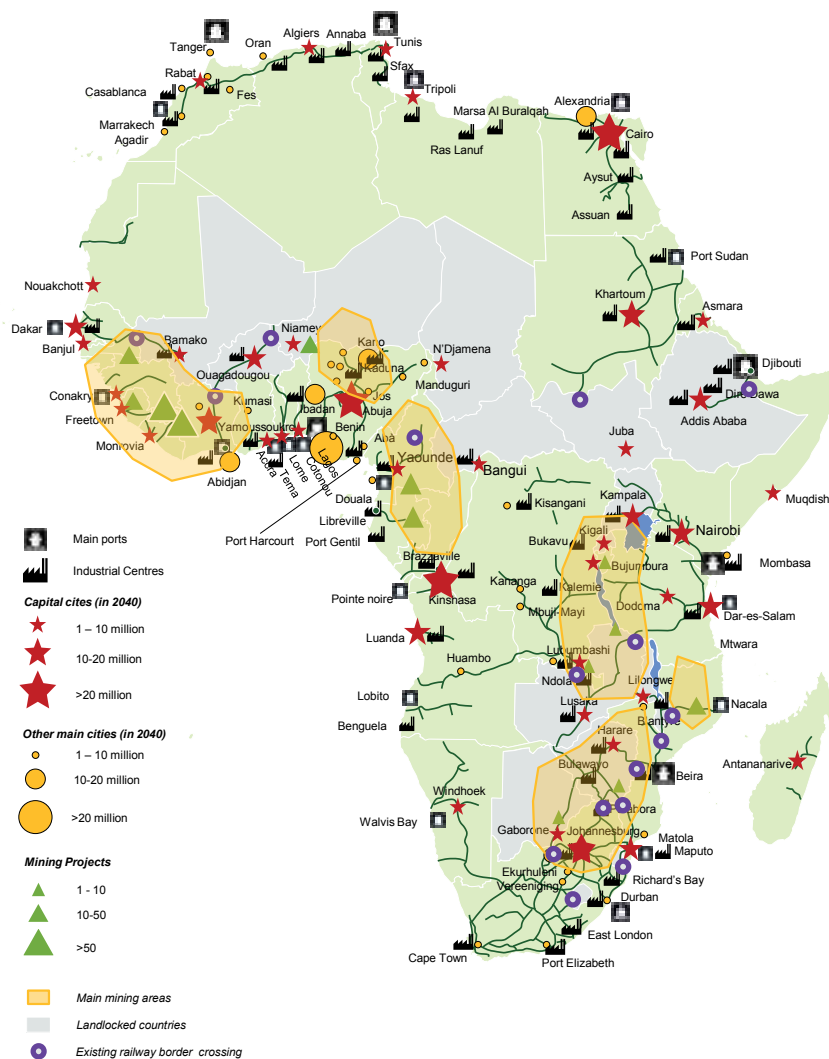 Tanger
Oran
Algiers
Annaba
Tunis
Sfax
Rabat
Casablanca
Fes
Marrakech
Agadir
Tripoli
Marsa Al Buralqah
Ras Lanuf
Alexandria
Cairo
Aysut
Assuan
Port Sudan
Nouakchott
Khartoum
Asmara
Dakar
Banjul
Bamako
Niamey
Kano
N'Djamena
Djibouti
Ouagadougou
Kaduna
Manduguri
Dire Dawa
Conakry
Kumasi
Ibadan
Jos
Abuja
Addis Ababa
Freetown
Yamoussoukro
Benin
Abà
Juba
Monrovia
Accra
Tema
Lome
Cotonou
Lagos
Yaounde
Bangui
Abidjan
Douala
Kisangani
Kampala
Muqdish
Libreville
Kigali
Nairobi
Port Harcourt
Port Gentil
Bukavu
Main ports
Brazzaville
Bujumbura
Mombasa
Industrial Centres
Kananga
Kalemie
Pointe noire
Kinshasa
Mbuji-Mayi
Dodoma
Dar-es-Salam
Capital cites (in 2040)
1 – 10 million
Luanda
Mtwara
10-20 million
Huambo
Lubumbashi
Ndola
Lilongwe
>20 million
Lobito
Lusaka
Nacala
Benguela
Blantyre
Other main cities (in 2040)
Harare
1 – 10 million
Bulawayo
Beira
Antananarive
10-20 million
Windhoek
>20 million
Walvis Bay
Gaborone
Johannesburg
Matola
Maputo
Mining Projects
Ekurhuleni
Vereeniging
Richard's Bay
1 - 10
Durban
10-50
East London
>50
Cape Town
Port Elizabeth
Main mining areas
Landlocked countries
Existing railway border crossing